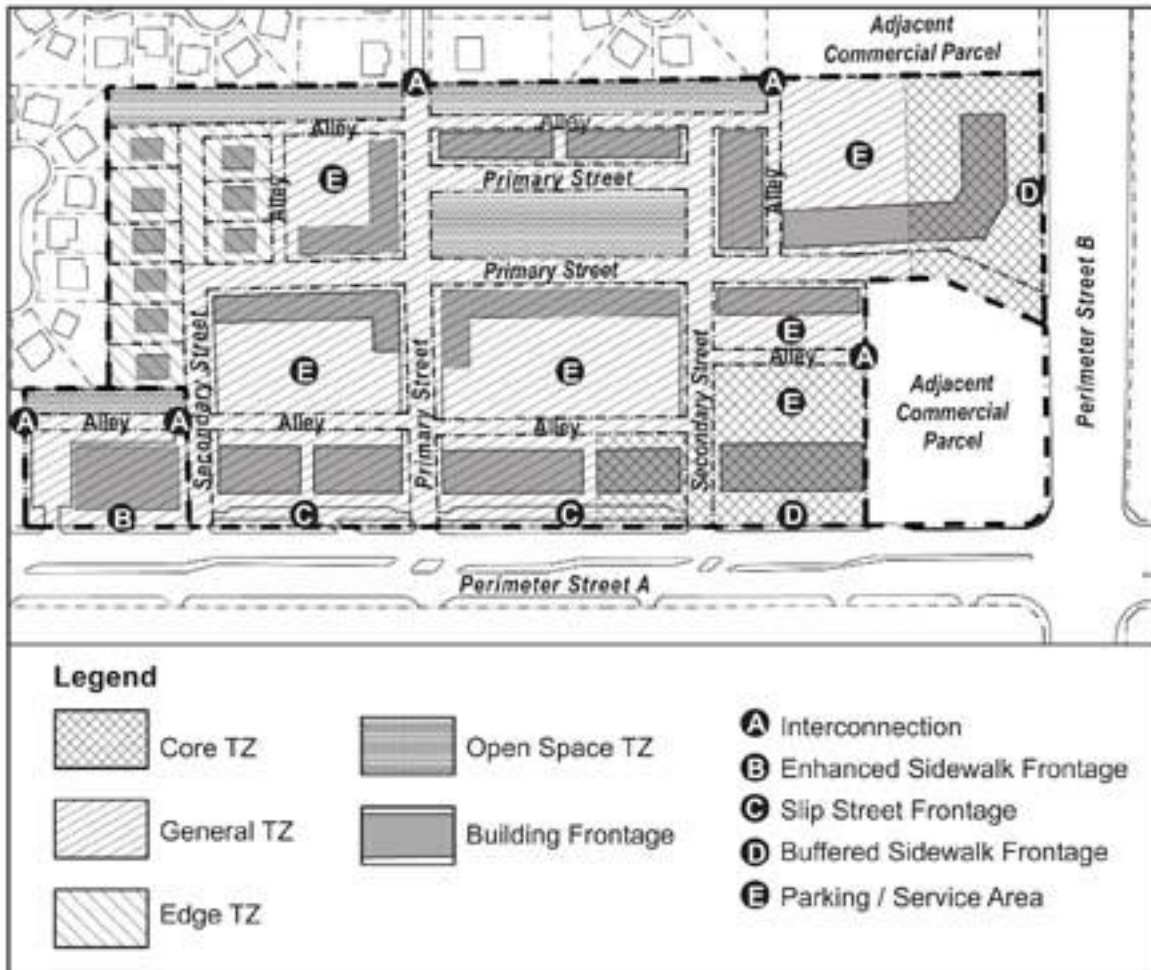 Adjacent
Commercial Parcel
A
A
Alley
Alley
E
Primary Street
Alley
Alley
E
D
Primary Street
Perimeter Street B
Secondary Street
E
Primary Street
E
Secondary Street
E
Alley
A
E
Adjacent
Commercial
Parcel
A
Alley
A
Alley
Alley
B
C
C
D
Perimeter Street A
Legend
Core TZ
General TZ
Edge TZ
Open Space TZ
Building Frontage
A Interconnection
B Enhanced Sidewalk Frontage
C Slip Street Frontage
D Buffered Sidewalk Frontage
E Parking / Service Area